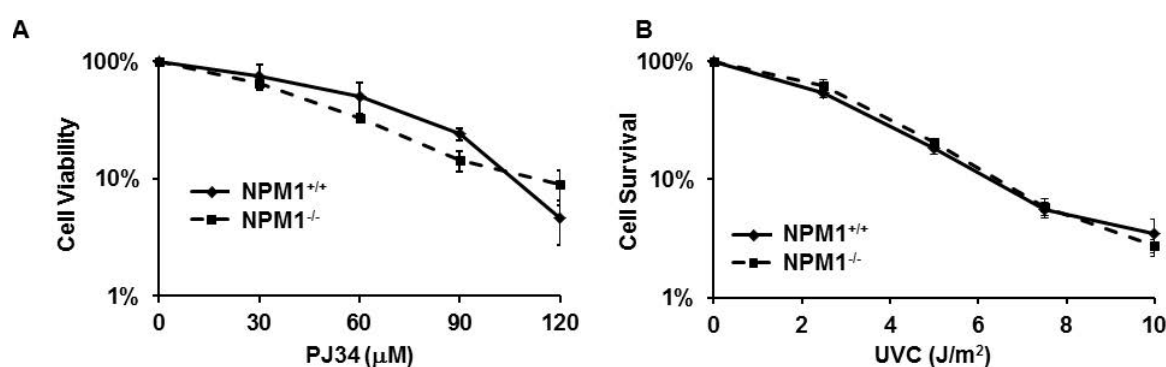 A
100%
10%
1%
Cell Viability
NPM1+/+
NPM1-/-
0 30 60 90 120
PJ34 (μM)
B
100%
10%
1%
Cell Survival
NPM1+/+
NPM1-/-
0 2 4 6 8 10
UVC (J/m²)